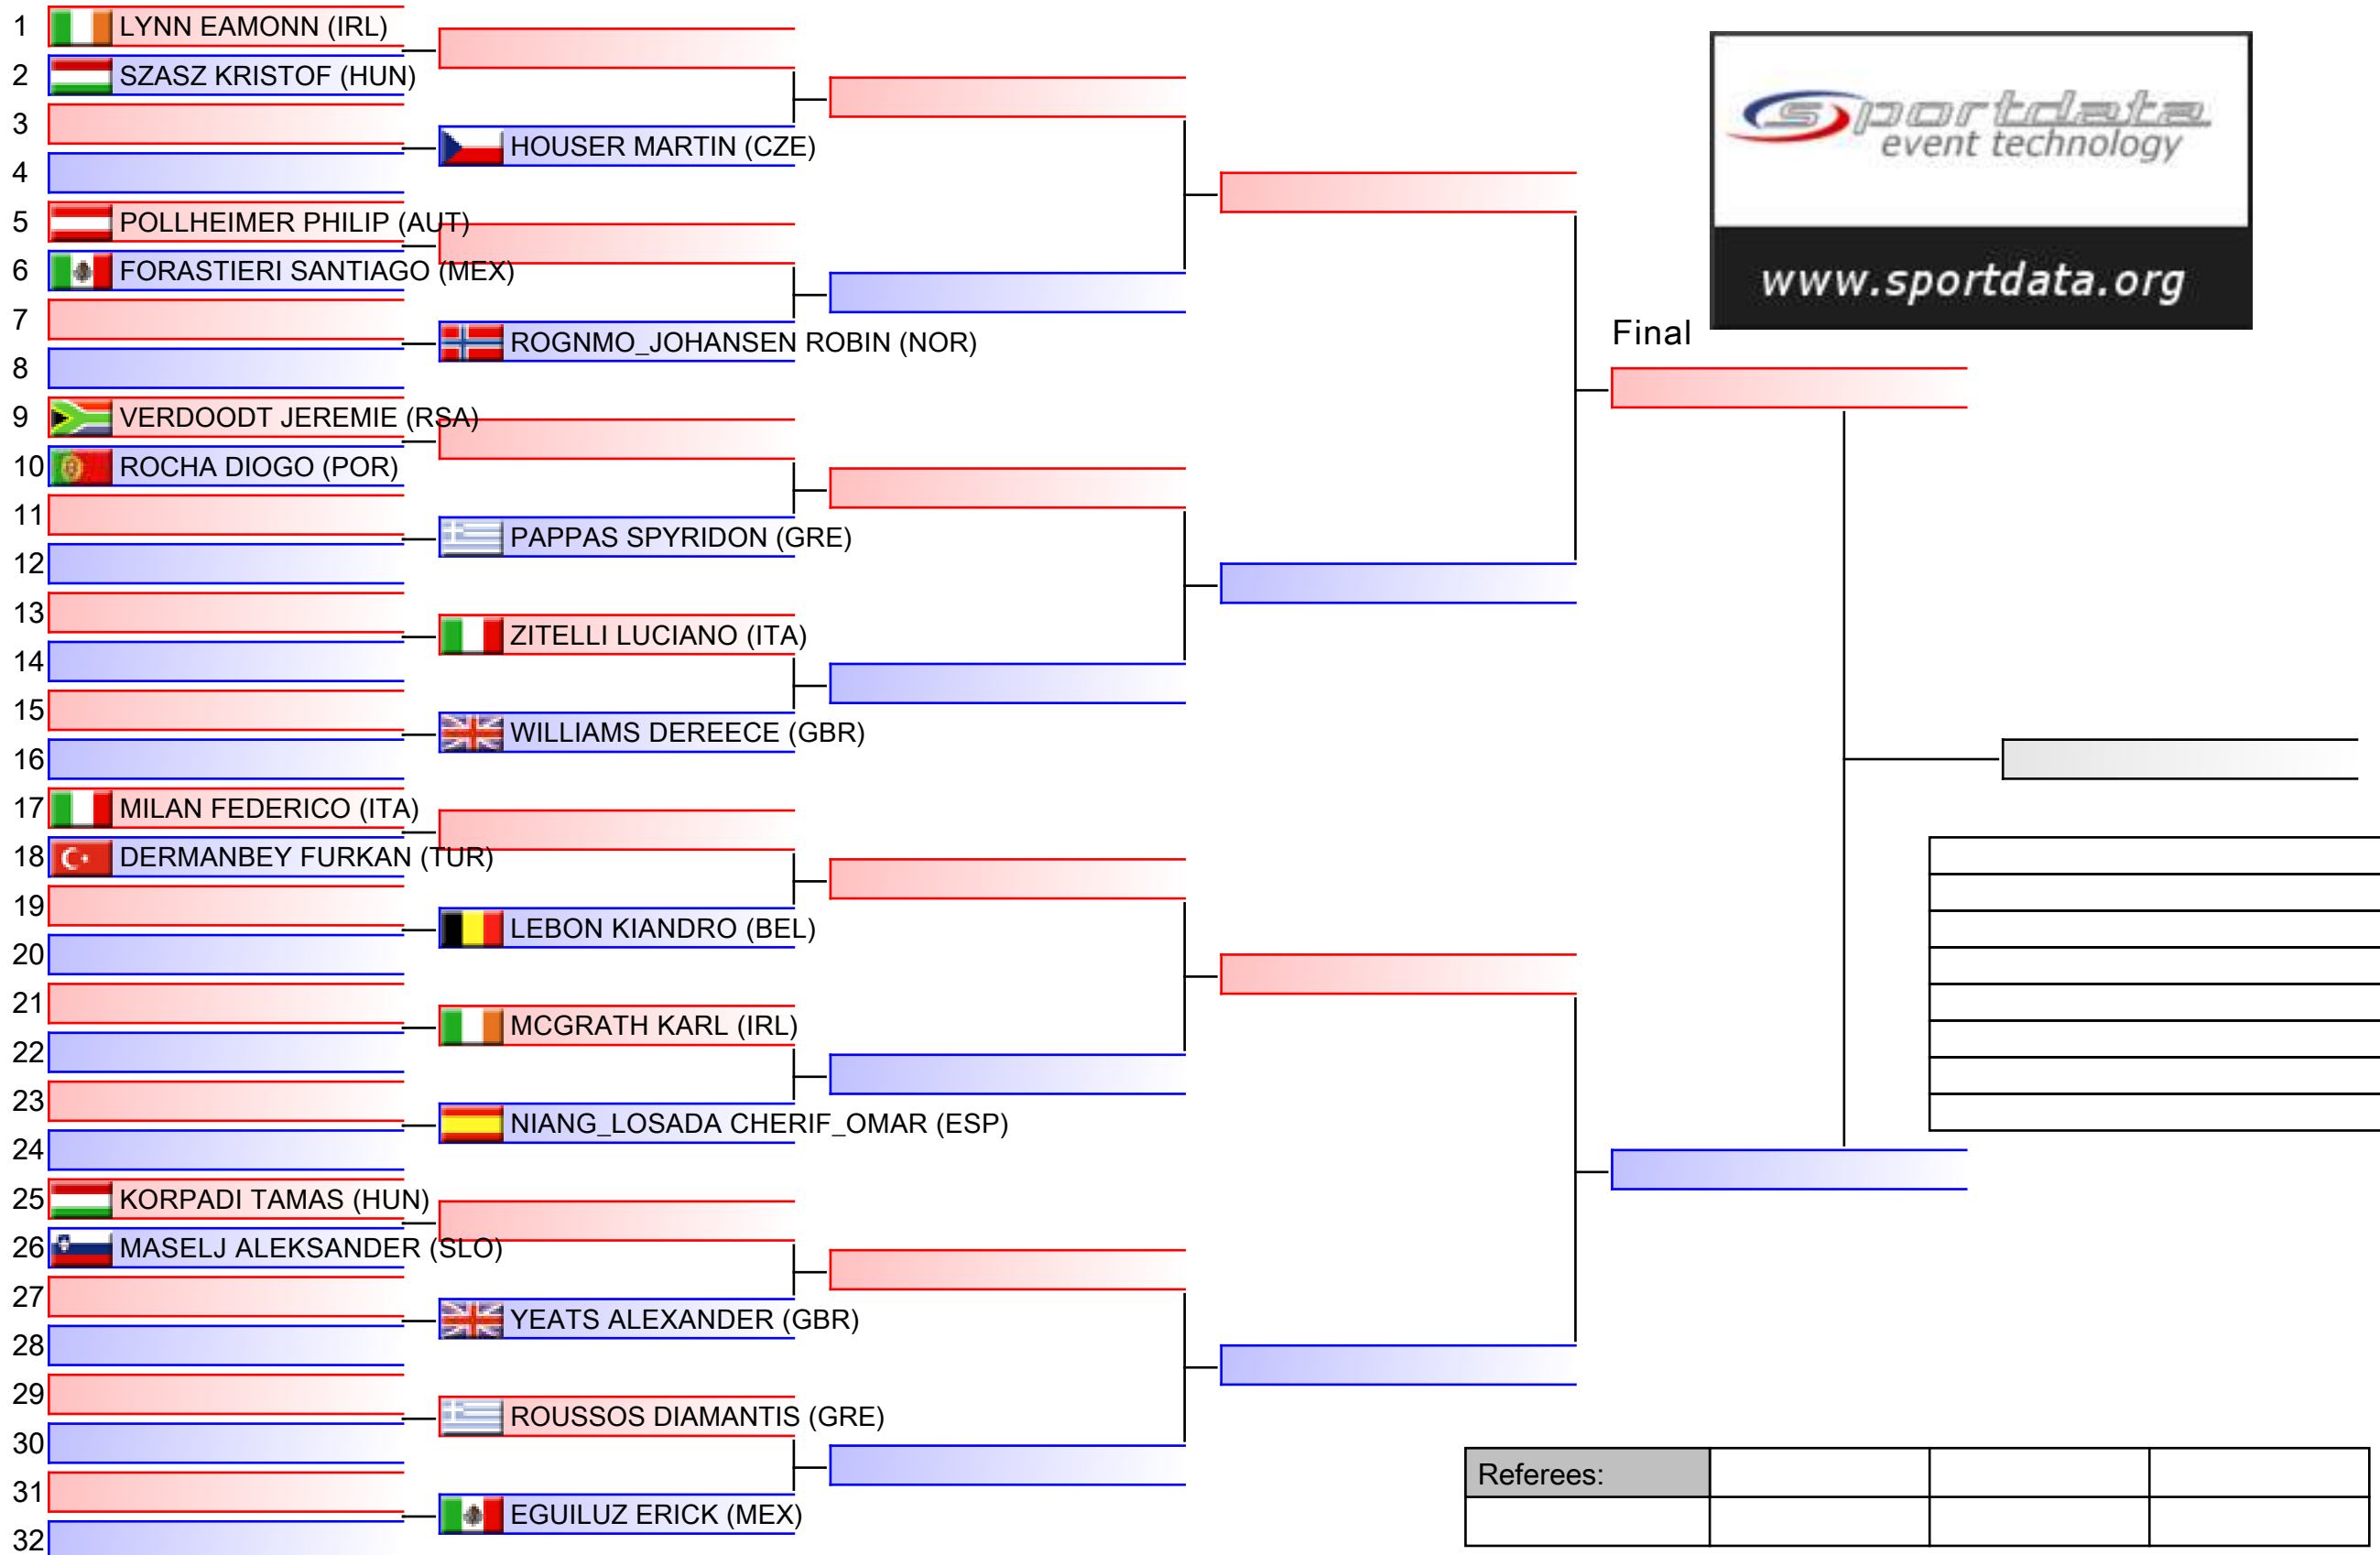 1 LYNN EAMONN (IRL)
2 SZASZ KRISTOF (HUN)
3
HOUSER MARTIN (CZE)
4
5 POLLHEIMER PHILIP (AUT)
6 FORASTIERI SANTIAGO (MEX)
7
ROGNMO_JOHANSEN ROBIN (NOR)
8
9 VERDOODT JEREMIE (RSA)
10 ROCHA DIOGO (POR)
11
PAPPAS SPYRIDON (GRE)
12
13
ZITELLI LUCIANO (ITA)
14
15
WILLIAMS DEREECE (GBR)
16
17 MILAN FEDERICO (ITA)
18 DERMANBEY FURKAN (TUR)
19
LEBON KIANDRO (BEL)
20
21
MCGRATH KARL (IRL)
22
23
NIANG_LOSADA CHERIF_OMAR (ESP)
24
25 KORPADI TAMAS (HUN)
26 MASELJ ALEKSANDER (SLO)
27
YEATS ALEXANDER (GBR)
28
29
ROUSSOS DIAMANTIS (GRE)
30
31
EGUILUZ ERICK (MEX)
32
sportdata
event technology
www.sportdata.org
Final
Referees: